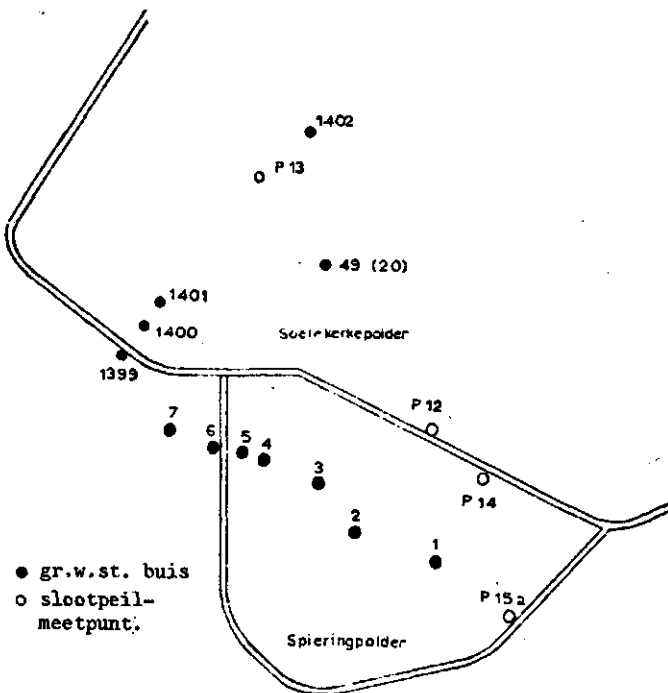 1402
P 13
49 (20)
1401
1400
Soelekerkepolder
1399
P 12
7
6
5
4
3
P 14
2
1
● gr.w.st. buis
○ slootpeil-
meetpunt.
P 15a
Spieringpolder